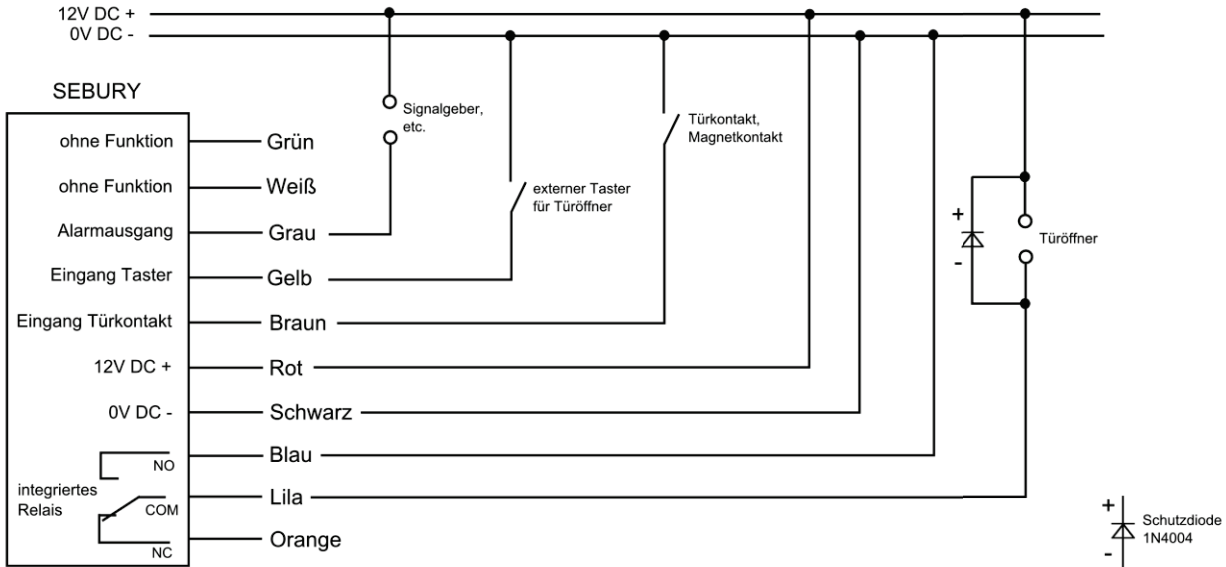 12V DC +
0V DC -
SEBURY
ohne Funktion
Grün
ohne Funktion
Weiß
Alarmausgang
Grau
Eingang Taster
Gelb
Eingang Türkontakt
Braun
12V DC +
Rot
0V DC -
Schwarz
NO
Blau
integriertes
Relais
COM
Lila
NC
Orange
Signalgeber,
etc.
externer Taster
für Türöffner
Türkontakt,
Magnetkontakt
+
-
Türöffner
+
-
Schutzdiode
1N4004